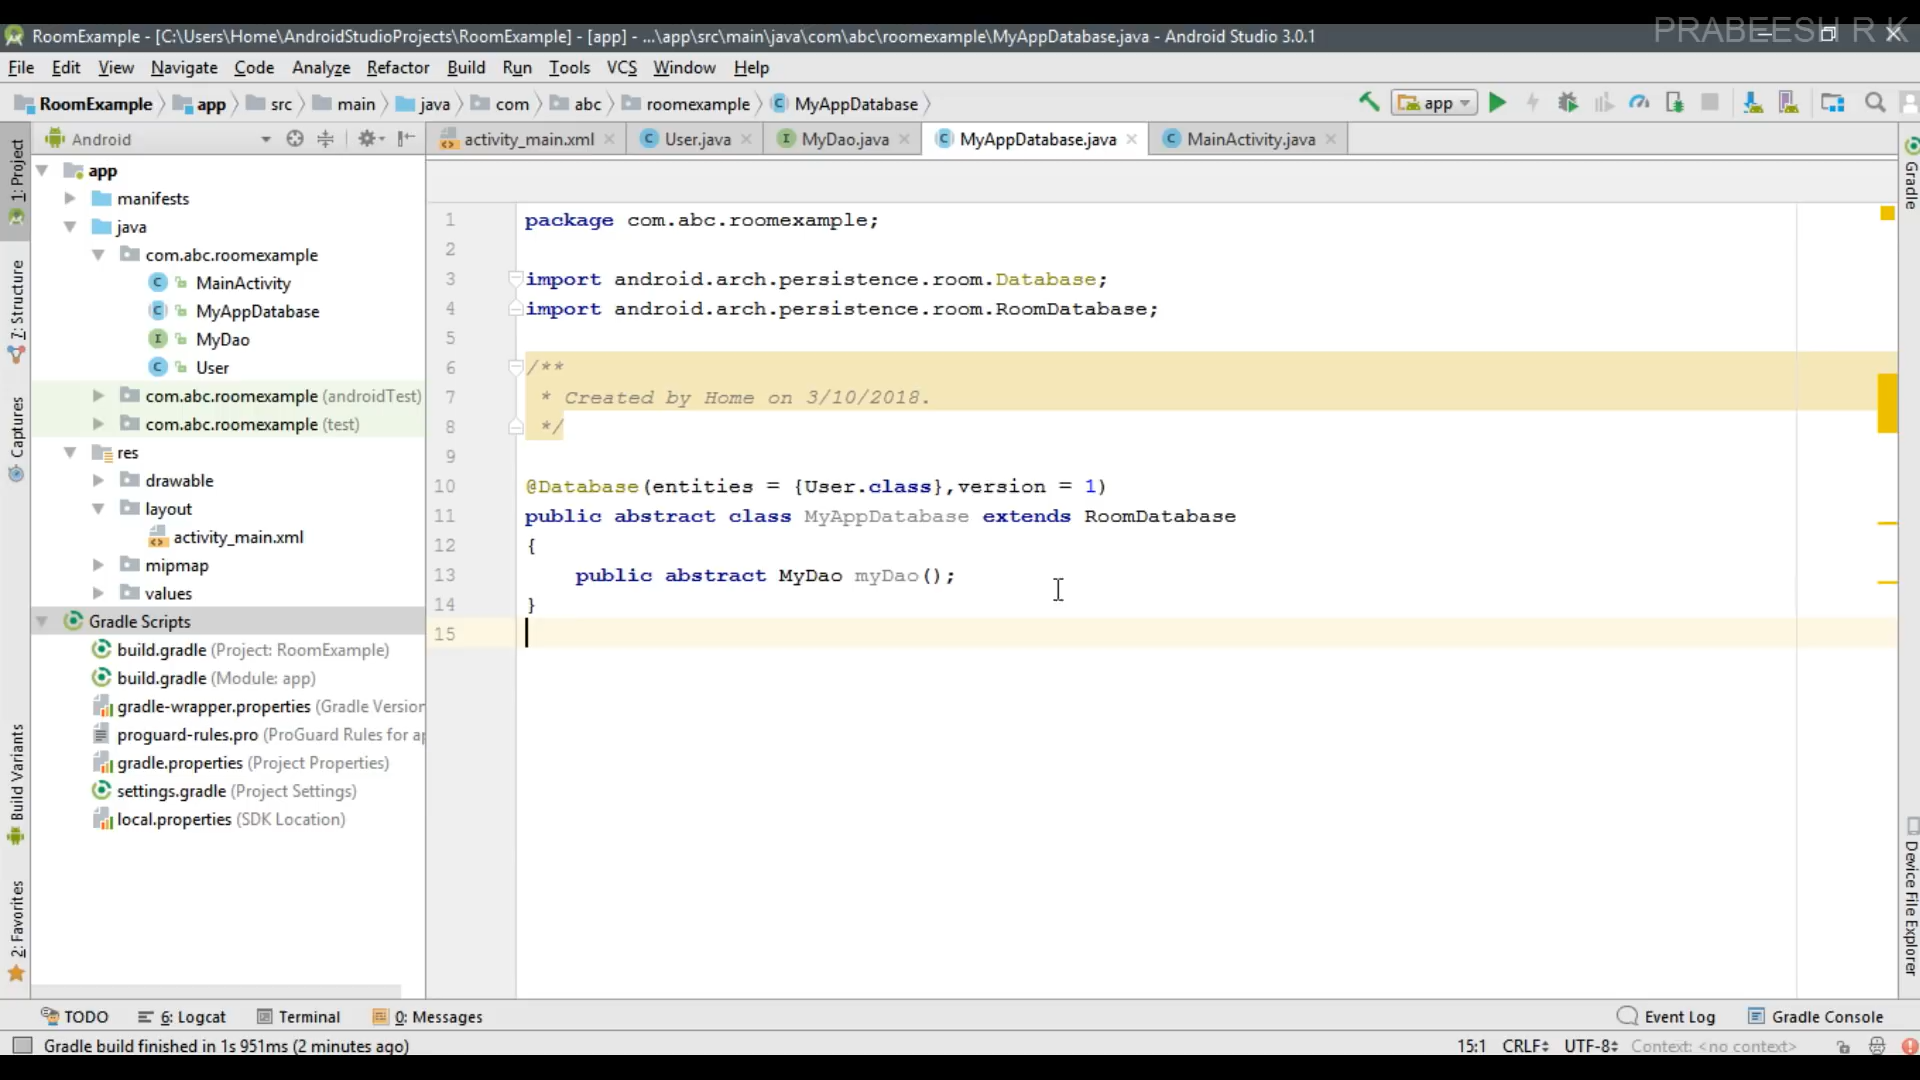 PRABEESH R K
RoomExample - [C:\Users\Home\AndroidStudioProjects\RoomExample] - [app] - ...\app\src\main\java\com\abc\roomexample\MyAppDatabase.java - Android Studio 3.0.1
File Edit View Navigate Code Analyze Refactor Build Run Tools VCS Window Help
RoomExample app src main java com abc roomexample MyAppDatabase app
Android
activity_main.xml User.java MyDao.java MyAppDatabase.java MainActivity.java
1: Project
7: Structure
Captures
Build Variants
2: Favorites
app
manifests
java
com.abc.roomexample
MainActivity
MyAppDatabase
MyDao
User
com.abc.roomexample (androidTest)
com.abc.roomexample (test)
res
drawable
layout
activity_main.xml
mipmap
values
Gradle Scripts
build.gradle (Project: RoomExample)
build.gradle (Module: app)
gradle-wrapper.properties (Gradle Version
proguard-rules.pro (ProGuard Rules for ap
gradle.properties (Project Properties)
settings.gradle (Project Settings)
local.properties (SDK Location)
1 package com.abc.roomexample;
2
3 import android.arch.persistence.room.Database;
4 import android.arch.persistence.room.RoomDatabase;
5
6 /**
7 * Created by Home on 3/10/2018.
8 */
9
10 @Database(entities = {User.class},version = 1)
11 public abstract class MyAppDatabase extends RoomDatabase
12 {
13 public abstract MyDao myDao();
14 }
15
Gradle
Device File Explorer
TODO 6: Logcat Terminal 0: Messages Event Log Gradle Console
Gradle build finished in 1s 951ms (2 minutes ago) 15:1 CRLF UTF-8 Context: <no context>